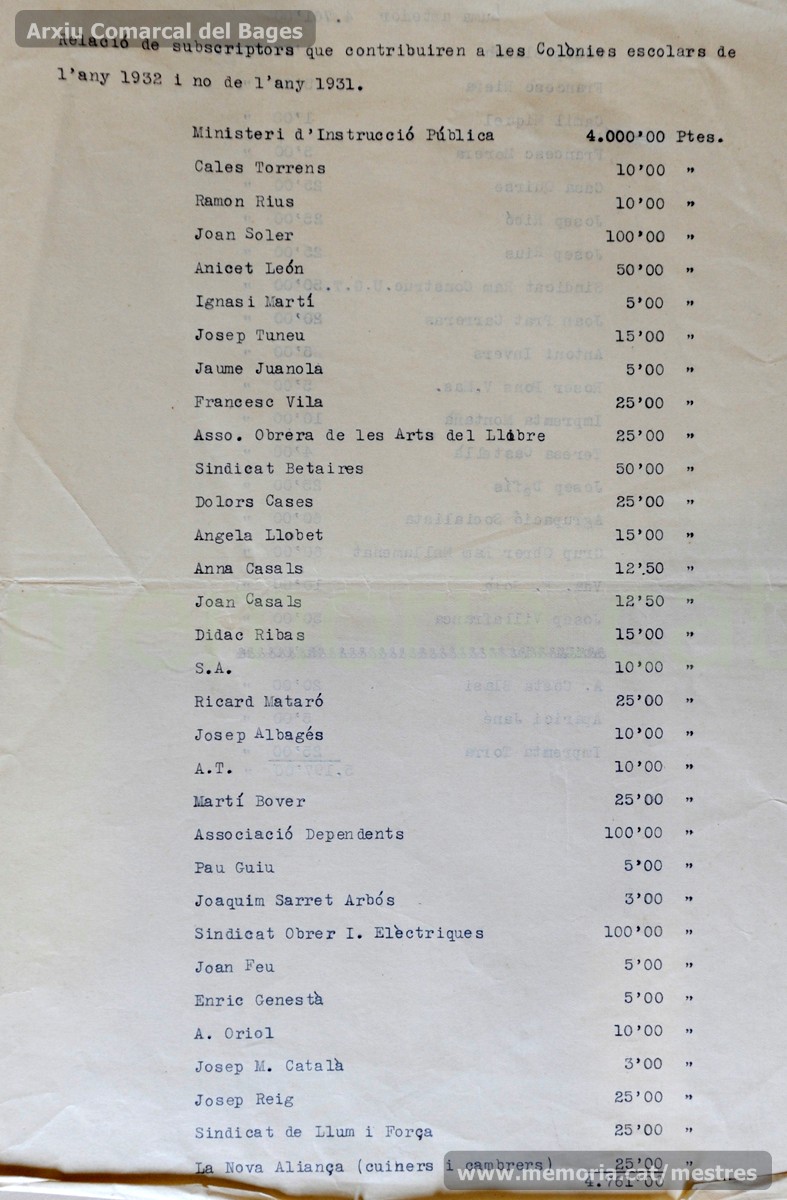 Arxiu Comarcal del Bages
Relació de subscriptors que contribuiren a les Colònies escolars de
l'any 1932 i no de l'any 1931.
Ministeri d'Instrucció Pública 4.000'00 Ptes.
Cales Torrens 10'00 "
Ramon Rius 10'00 "
Joan Soler 100'00 "
Anicet León 50'00 "
Ignasi Martí 5'00 "
Josep Tuneu 15'00 "
Jaume Juanola 5'00 "
Francesc Vila 25'00 "
Asso. Obrera de les Arts del Llibre 25'00 "
Sindicat Betaires 50'00 "
Dolors Cases 25'00 "
Angela Llobet 15'00 "
Anna Casals 12'50 "
Joan Casals 12'50 "
Didac Ribas 15'00 "
S.A. 10'00 "
Ricard Mataró 25'00 "
Josep Albagés 10'00 "
A.T. 10'00 "
Martí Bover 25'00 "
Associació Dependents 100'00 "
Pau Guiu 5'00 "
Joaquim Sarret Arbós 3'00 "
Sindicat Obrer I. Elèctriques 100'00 "
Joan Feu 5'00 "
Enric Genestà 5'00 "
A. Oriol 10'00 "
Josep M. Català 3'00 "
Josep Reig 25'00 "
Sindicat de Llum i Força 25'00 "
La Nova Aliança (cuiners i cambrers) 25'00 "
4.761'00
www.memoria.cat/mestres